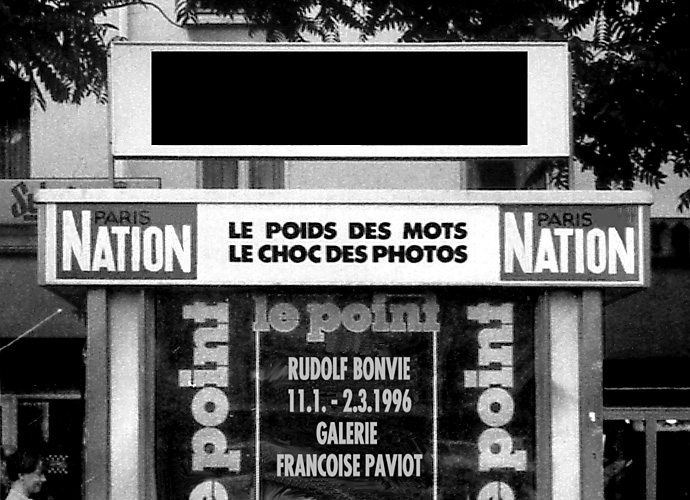 PARIS
NATION
LE POIDS DES MOTS
LE CHOC DES PHOTOS
PARIS
NATION
le point
le point
le point
RUDOLF BONVIE
11.1. - 2.3.1996
GALERIE
FRANCOISE PAVIOT